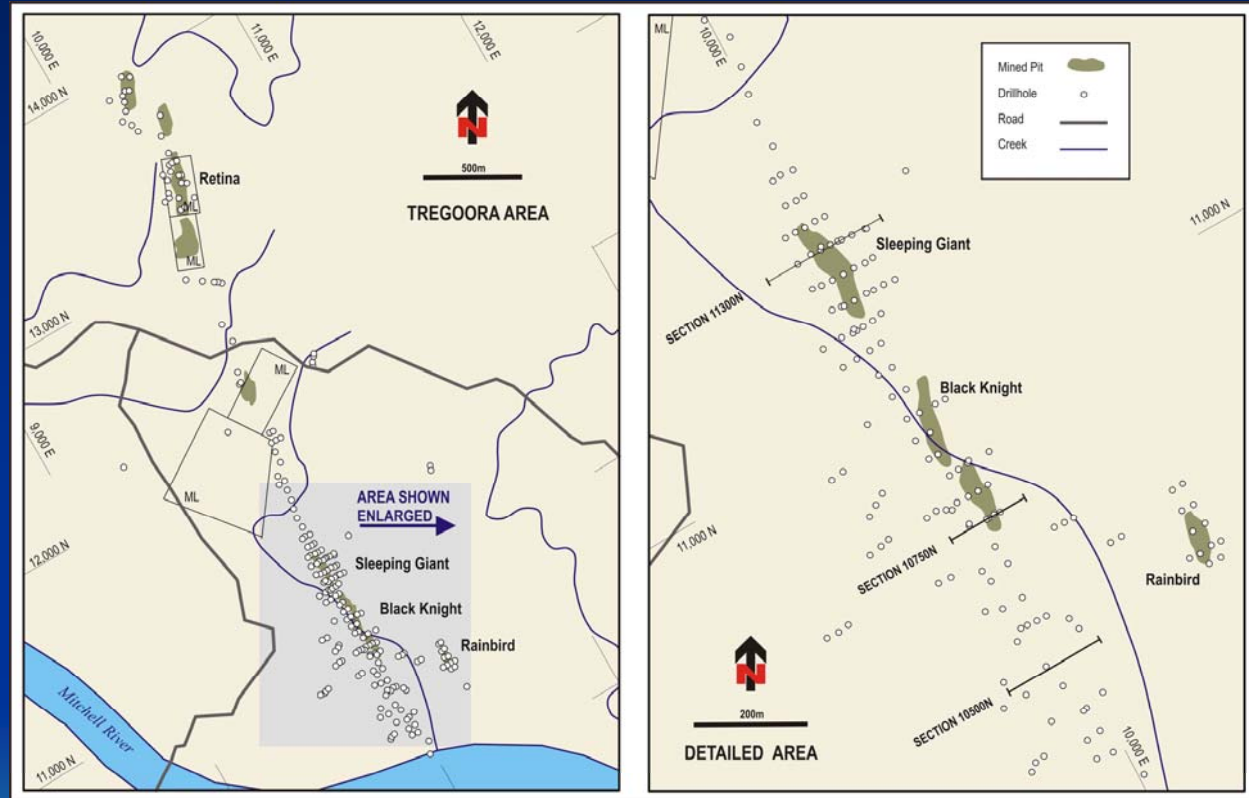 10,000 E
11,000 E
12,000 E
14,000 N
N
500m
TREGOORA AREA
Retina
ML
ML
13,000 N
ML
9,000 E
ML
AREA SHOWN
ENLARGED
12,000 N
Sleeping Giant
Black Knight
Rainbird
Mitchell River
11,000 N
ML
10,000 E
Mined Pit
Drillhole
Road
Creek
11,000 N
Sleeping Giant
SECTION 11300N
Black Knight
11,000 N
SECTION 10750N
Rainbird
N
200m
DETAILED AREA
SECTION 10500N
10,000 E